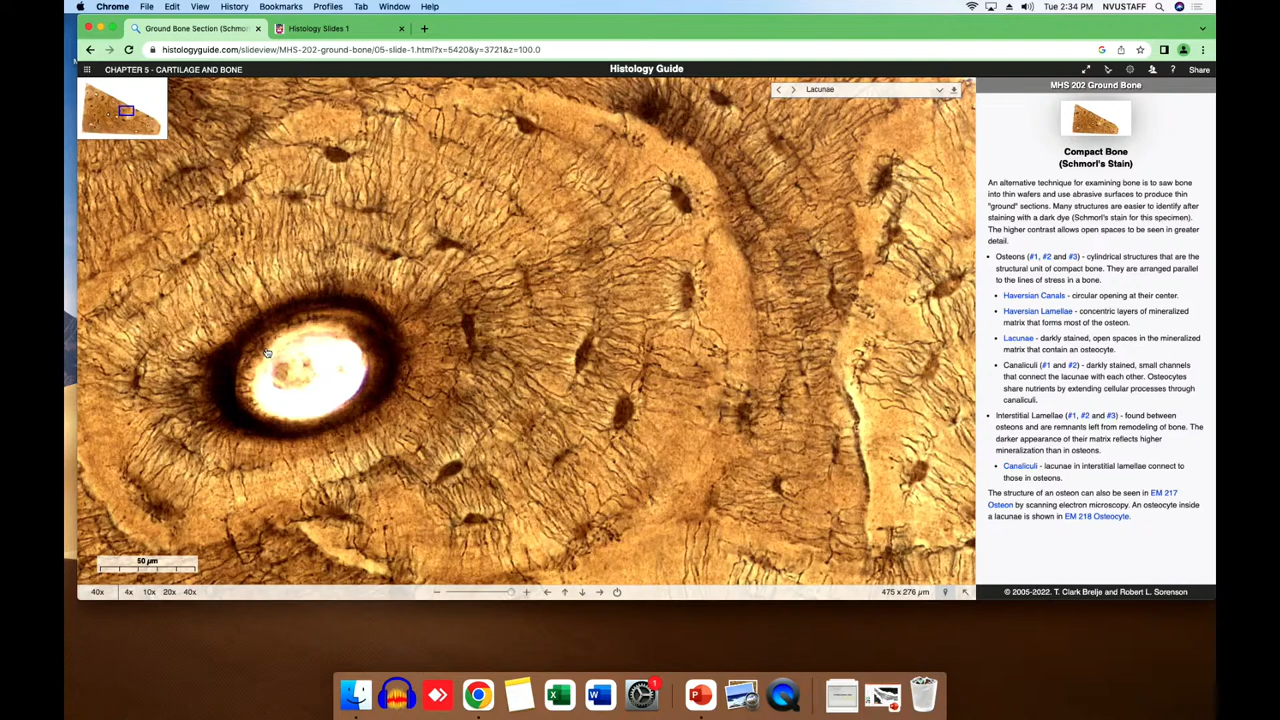 Chrome File Edit View History Bookmarks Profiles Tab Window Help Tue 2:34 PM NVUSTAFF
Ground Bone Section (Schmorl × Histology Slides 1 × +
histologyguide.com/slideview/MHS-202-ground-bone/05-slide-1.html?x=5420&y=3721&z=100.0
CHAPTER 5 - CARTILAGE AND BONE Histology Guide ? Share
Lacunae
MHS 202 Ground Bone
Compact Bone
(Schmorl's Stain)
An alternative technique for examining bone is to saw bone
into thin wafers and use abrasive surfaces to produce thin
"ground" sections. Many structures are easier to identify after
staining with a dark dye (Schmorl's stain for this specimen).
The higher contrast allows open spaces to be seen in greater
detail.
• Osteons (#1, #2 and #3) - cylindrical structures that are the
structural unit of compact bone. They are arranged parallel
to the lines of stress in a bone.
• Haversian Canals - circular opening at their center.
• Haversian Lamellae - concentric layers of mineralized
matrix that forms most of the osteon.
• Lacunae - darkly stained, open spaces in the mineralized
matrix that contain an osteocyte.
• Canaliculi (#1 and #2) - darkly stained, small channels
that connect the lacunae with each other. Osteocytes
share nutrients by extending cellular processes through
canaliculi.
• Interstitial Lamellae (#1, #2 and #3) - found between
osteons and are remnants left from remodeling of bone. The
darker appearance of their matrix reflects higher
mineralization than in osteons.
• Canaliculi - lacunae in interstitial lamellae connect to
those in osteons.
The structure of an osteon can also be seen in EM 217
Osteon by scanning electron microscopy. An osteocyte inside
a lacunae is shown in EM 218 Osteocyte.
50 µm
40x 4x 10x 20x 40x 475 x 276 µm
© 2005-2022. T. Clark Brelje and Robert L. Sorenson
1